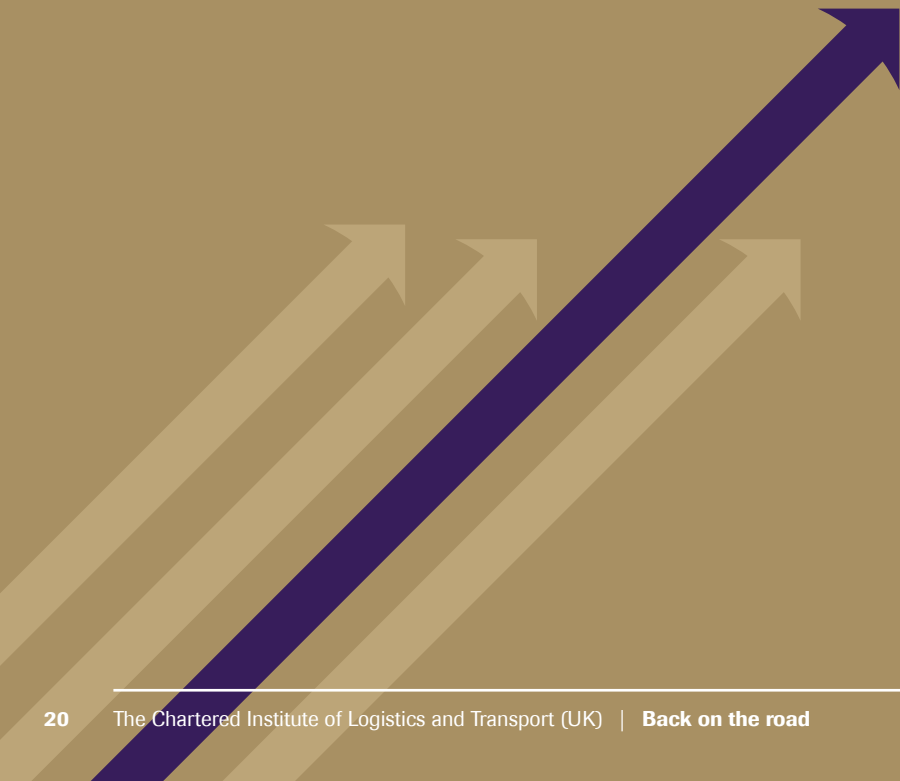 20 The Chartered Institute of Logistics and Transport (UK) | Back on the road